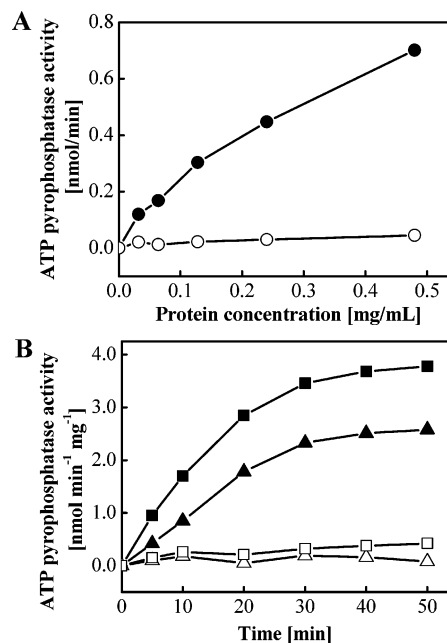 A
ATP pyrophosphatase activity
[nmol/min]
0.8
0.6
0.4
0.2
0.0
0.0 0.1 0.2 0.3 0.4 0.5
Protein concentration [mg/mL]
B
ATP pyrophosphatase activity
[nmol min⁻¹ mg⁻¹]
4.0
3.0
2.0
1.0
0.0
0 10 20 30 40 50
Time [min]